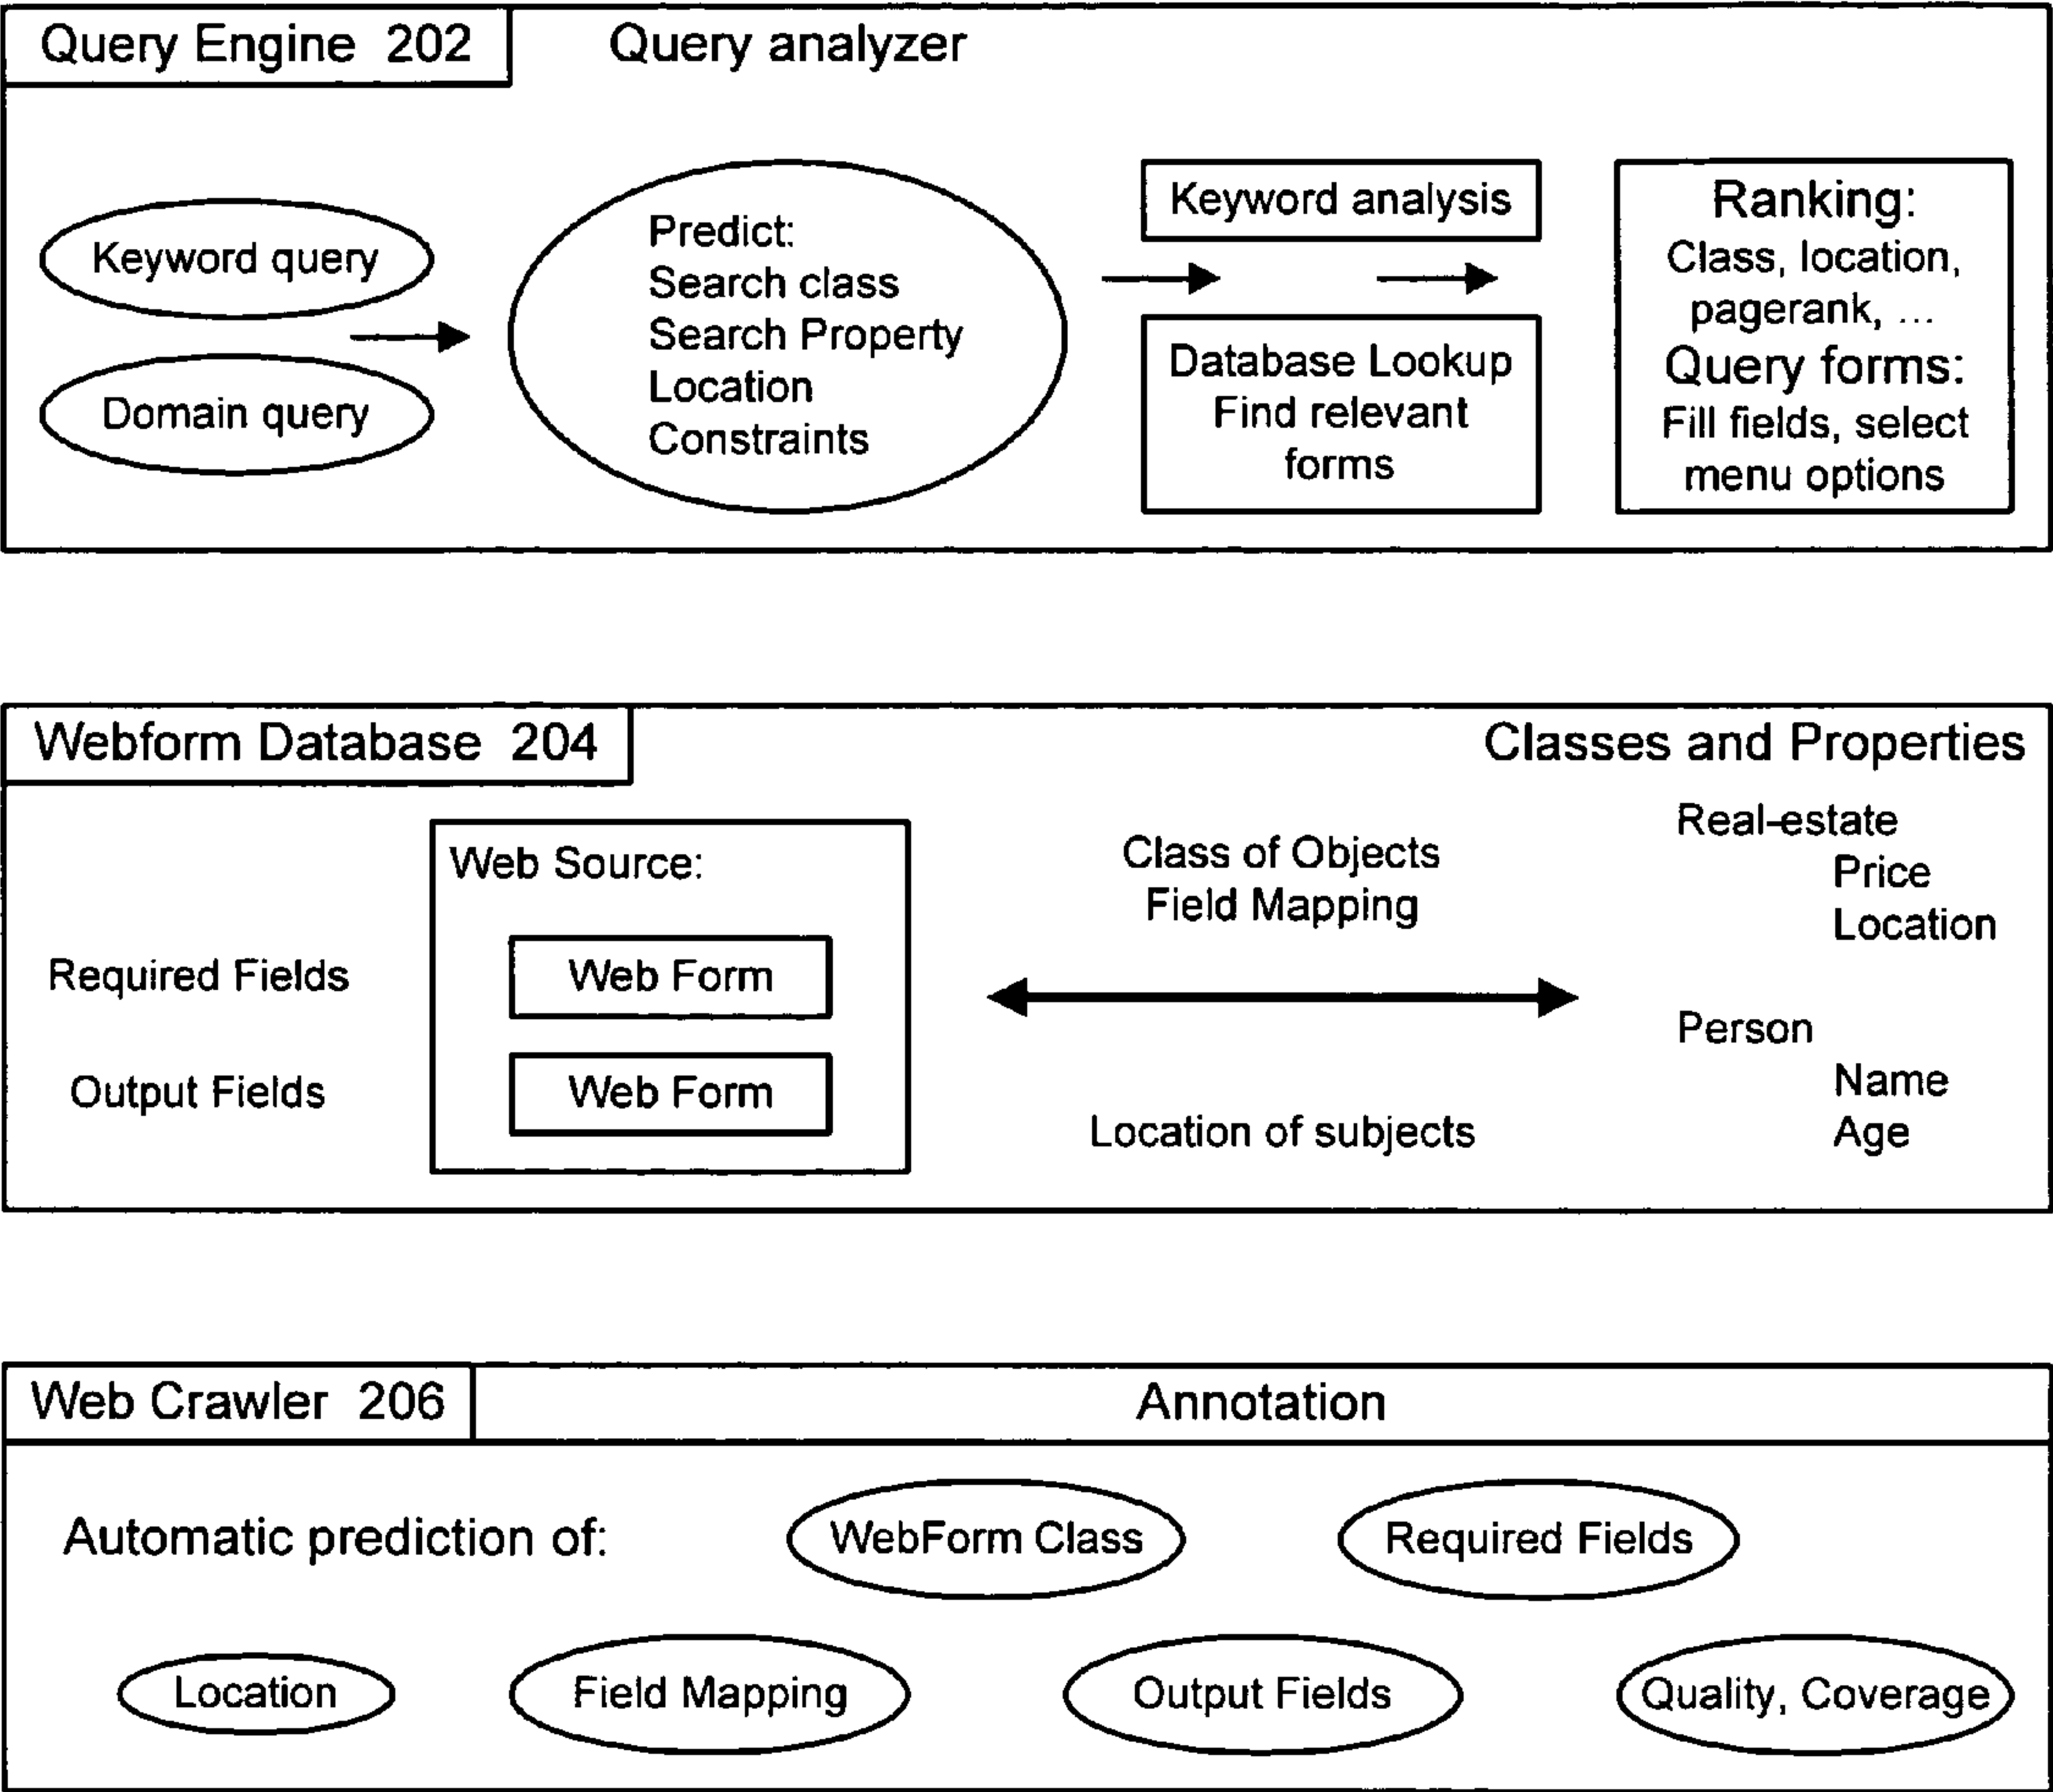 Query Engine 202
Query analyzer
Keyword query
Domain query
Predict:
Search class
Search Property
Location
Constraints
Keyword analysis
Database Lookup
Find relevant
forms
Ranking:
Class, location,
pagerank, ...
Query forms:
Fill fields, select
menu options
Webform Database 204
Classes and Properties
Required Fields
Output Fields
Web Source:
Web Form
Web Form
Class of Objects
Field Mapping
Location of subjects
Real-estate
Price
Location
Person
Name
Age
Web Crawler 206
Annotation
Automatic prediction of:
WebForm Class
Required Fields
Location
Field Mapping
Output Fields
Quality, Coverage